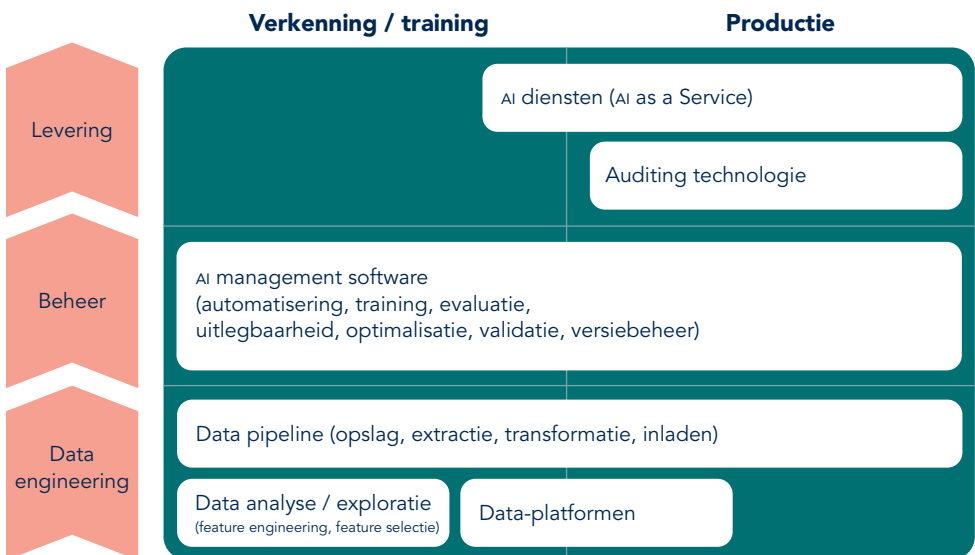 Verkenning / training
Productie
Levering
AI diensten (AI as a Service)
Auditing technologie
Beheer
AI management software
(automatisering, training, evaluatie,
uitlegbaarheid, optimalisatie, validatie, versiebeheer)
Data
engineering
Data pipeline (opslag, extractie, transformatie, inladen)
Data analyse / exploratie
(feature engineering, feature selectie)
Data-platformen